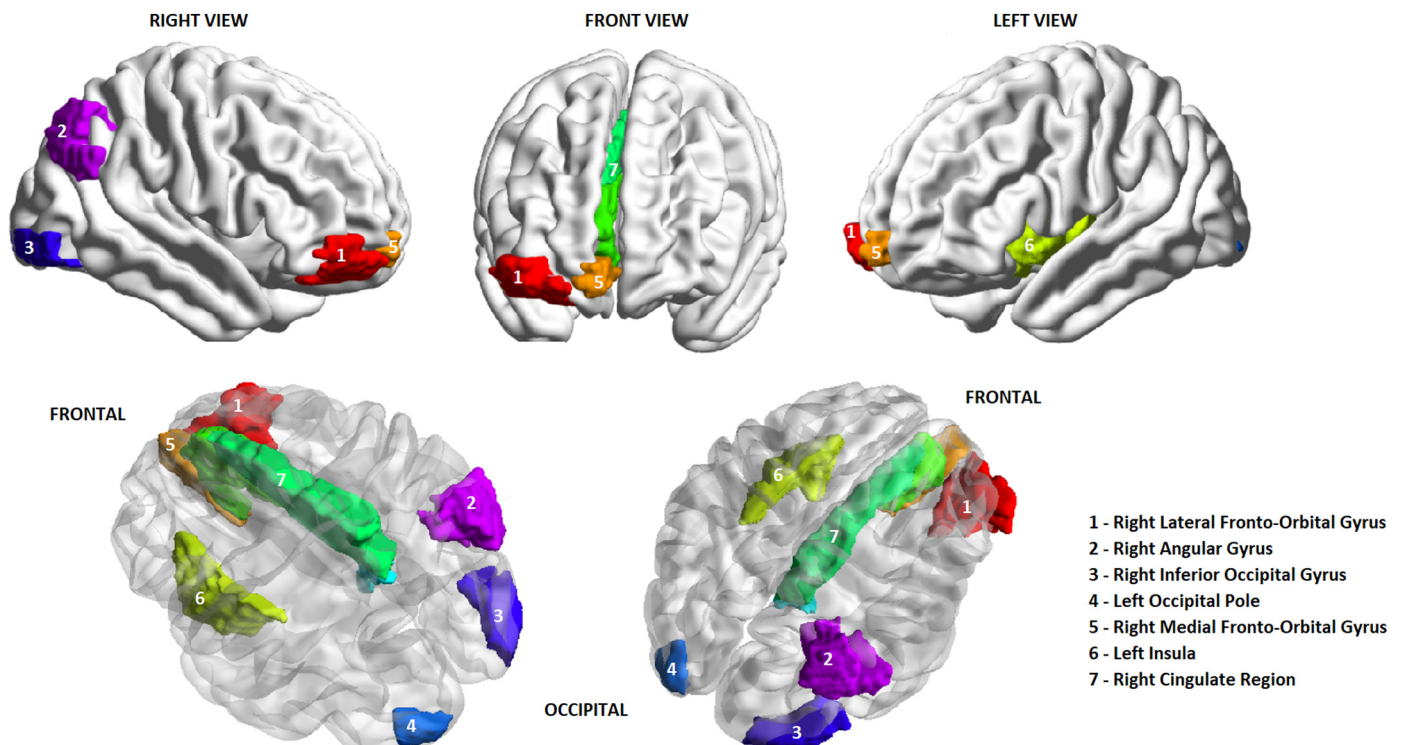 RIGHT VIEW
FRONT VIEW
LEFT VIEW
2
3
1
5
7
1
5
1
5
6
FRONTAL
1
5
7
2
6
3
4
OCCIPITAL
FRONTAL
6
1
7
2
4
3
1 - Right Lateral Fronto-Orbital Gyrus
2 - Right Angular Gyrus
3 - Right Inferior Occipital Gyrus
4 - Left Occipital Pole
5 - Right Medial Fronto-Orbital Gyrus
6 - Left Insula
7 - Right Cingulate Region